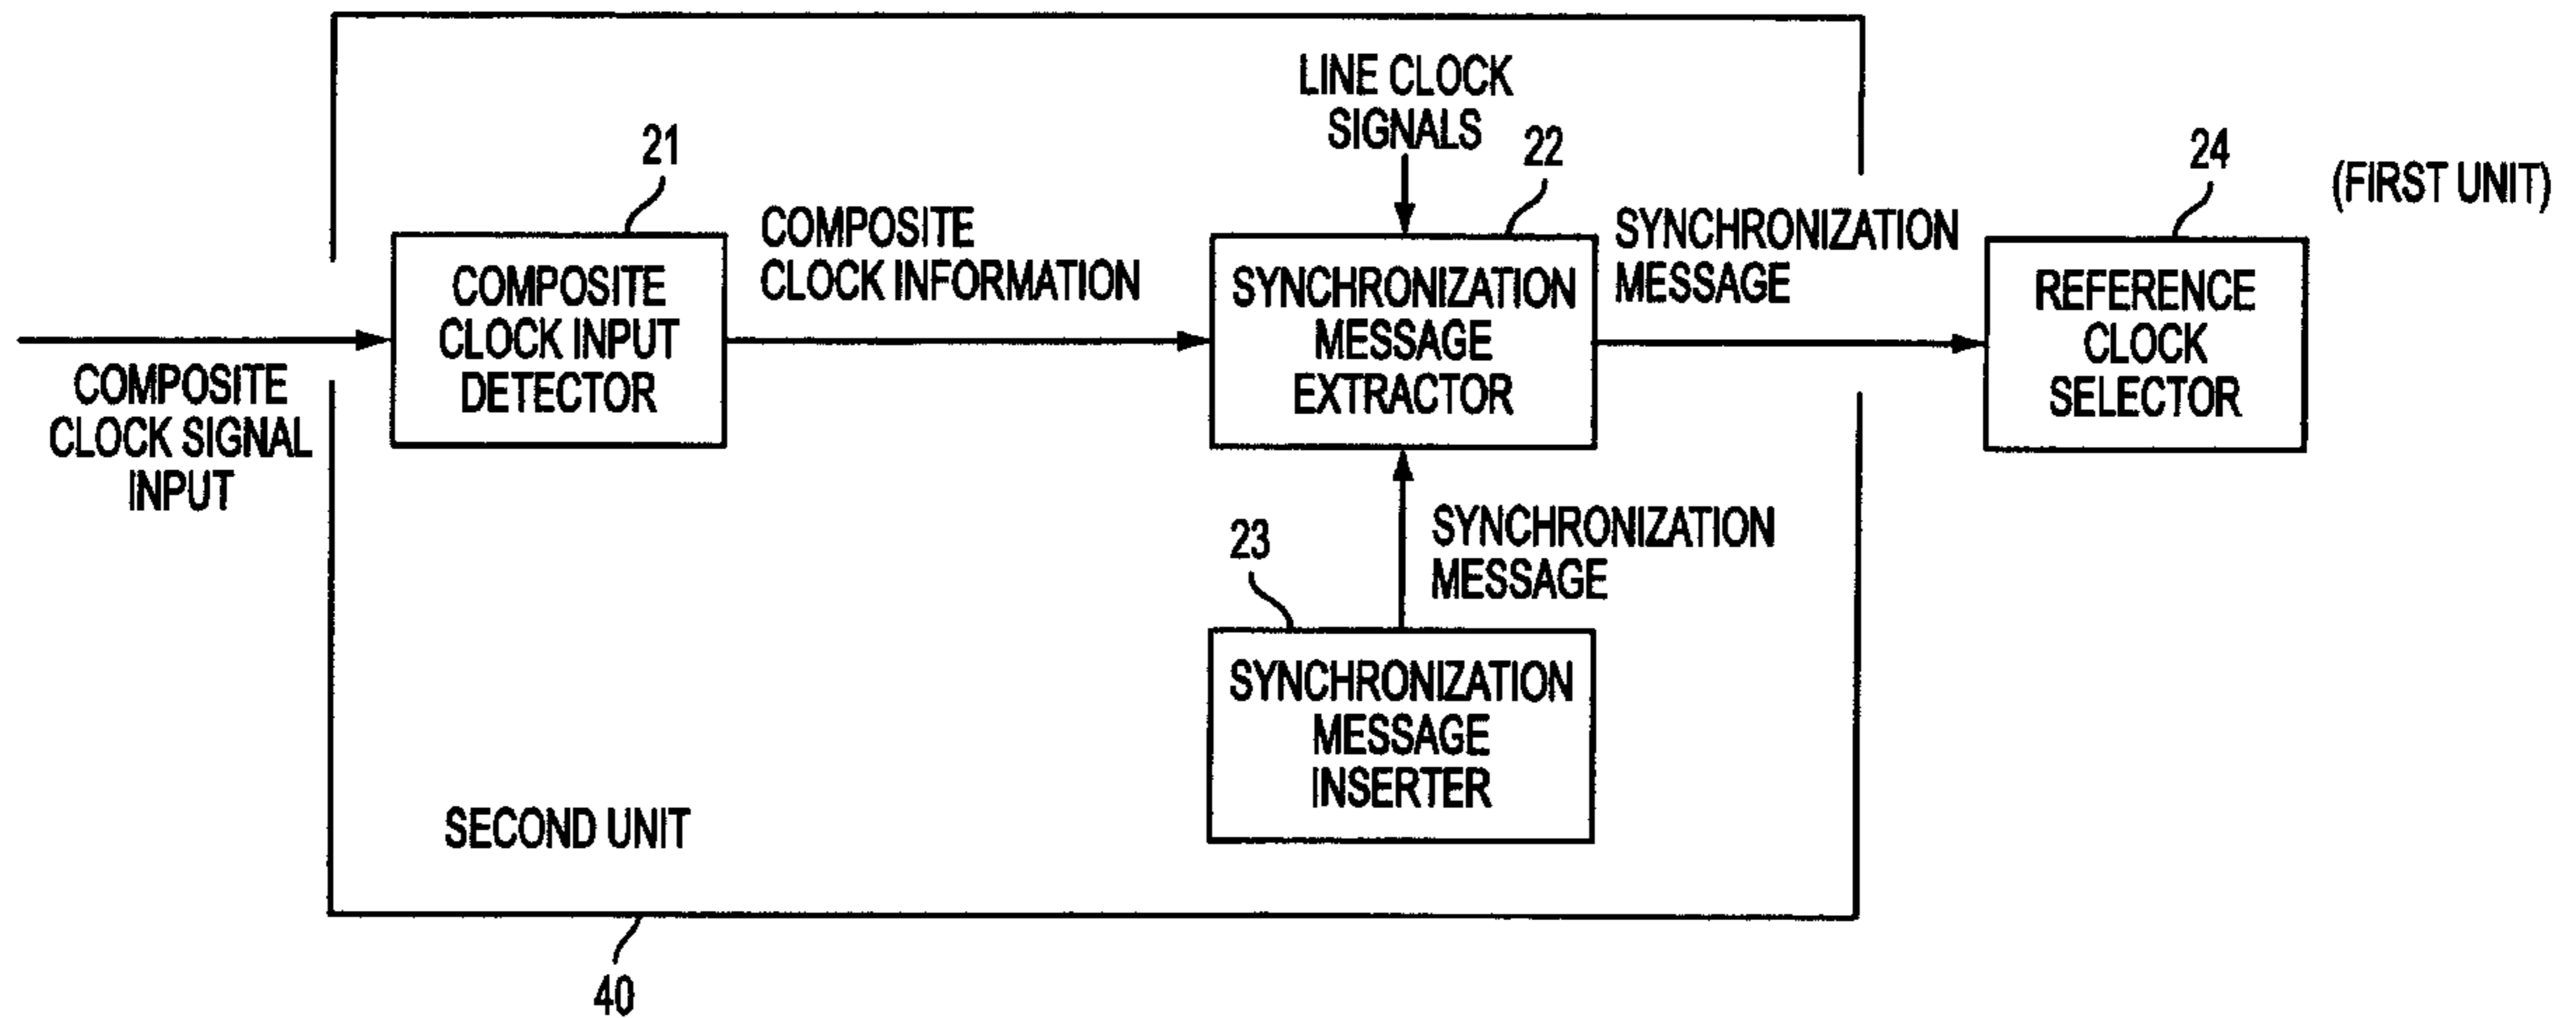 LINE CLOCK
SIGNALS
21
22
24
(FIRST UNIT)
COMPOSITE
CLOCK INFORMATION
SYNCHRONIZATION
MESSAGE
COMPOSITE
CLOCK INPUT
DETECTOR
SYNCHRONIZATION
MESSAGE
EXTRACTOR
REFERENCE
CLOCK
SELECTOR
COMPOSITE
CLOCK SIGNAL
INPUT
23
SYNCHRONIZATION
MESSAGE
SYNCHRONIZATION
MESSAGE
INSERTER
SECOND UNIT
40